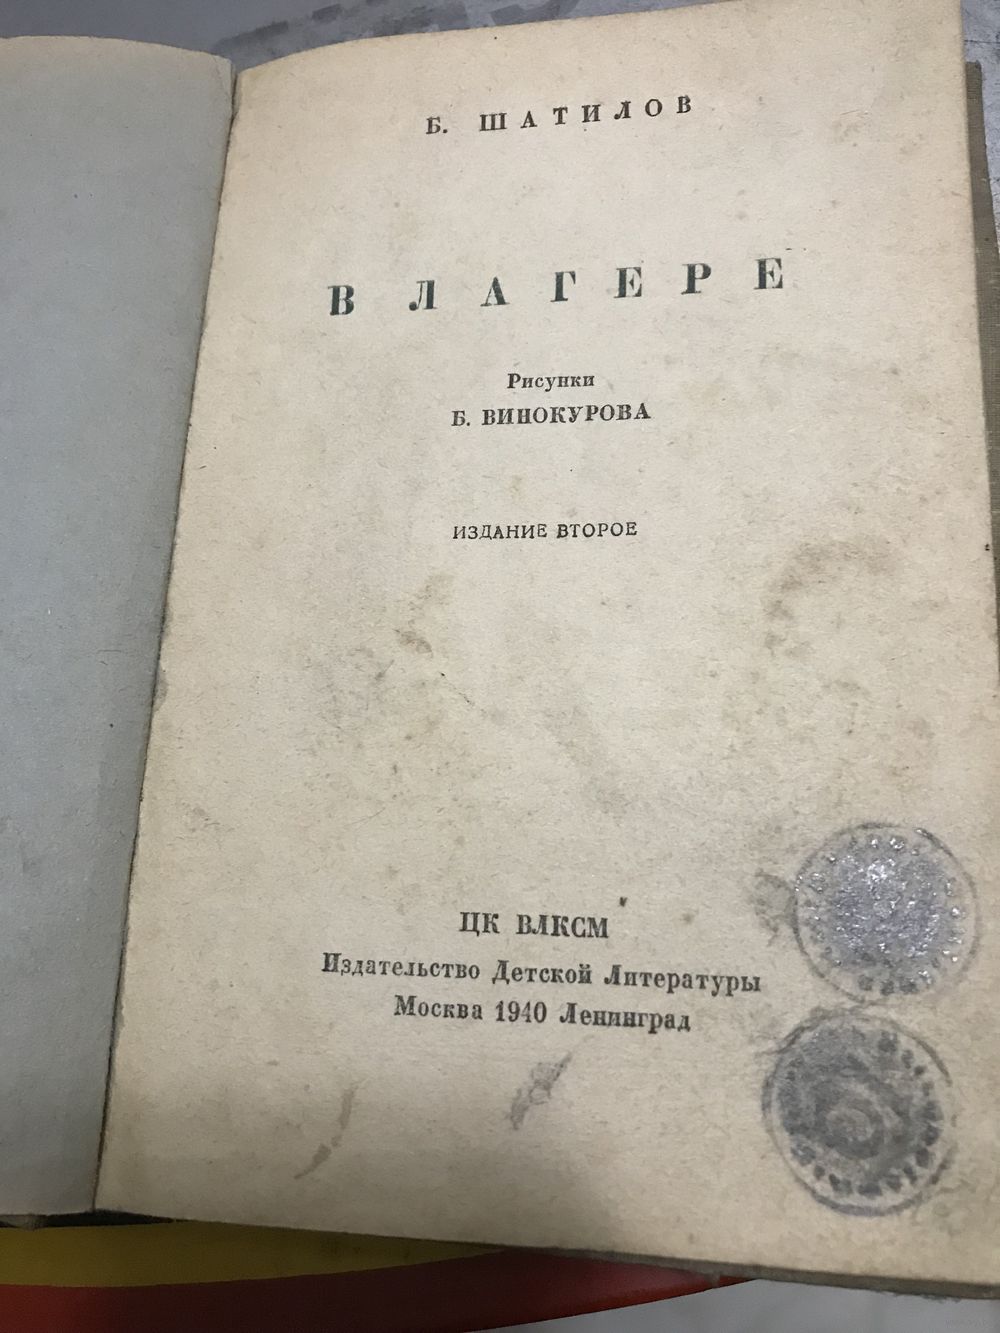 Б. ШАТИЛОВ
В ЛАГЕРЕ
Рисунки
Б. ВИНОКУРОВА
ИЗДАНИЕ ВТОРОЕ
ЦК ВЛКСМ
Издательство Детской Литературы
Москва 1940 Ленинград